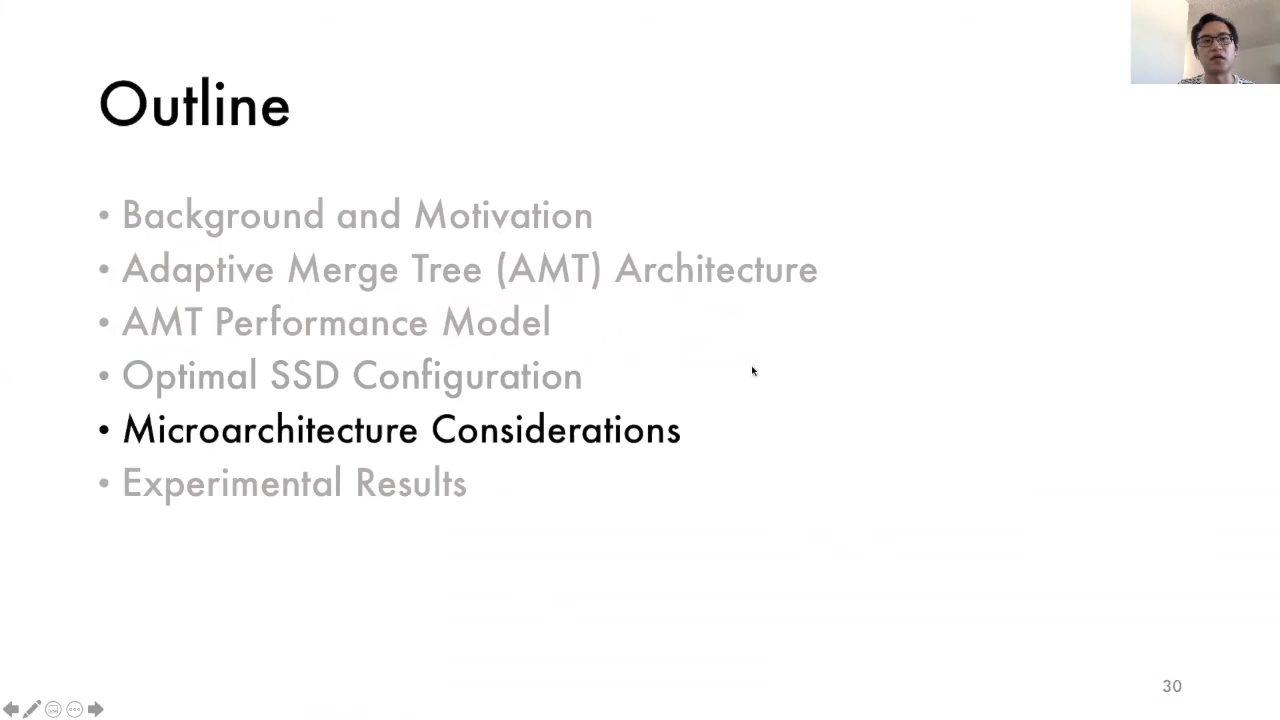 Outline
• Background and Motivation
• Adaptive Merge Tree (AMT) Architecture
• AMT Performance Model
• Optimal SSD Configuration
• Microarchitecture Considerations
• Experimental Results
30